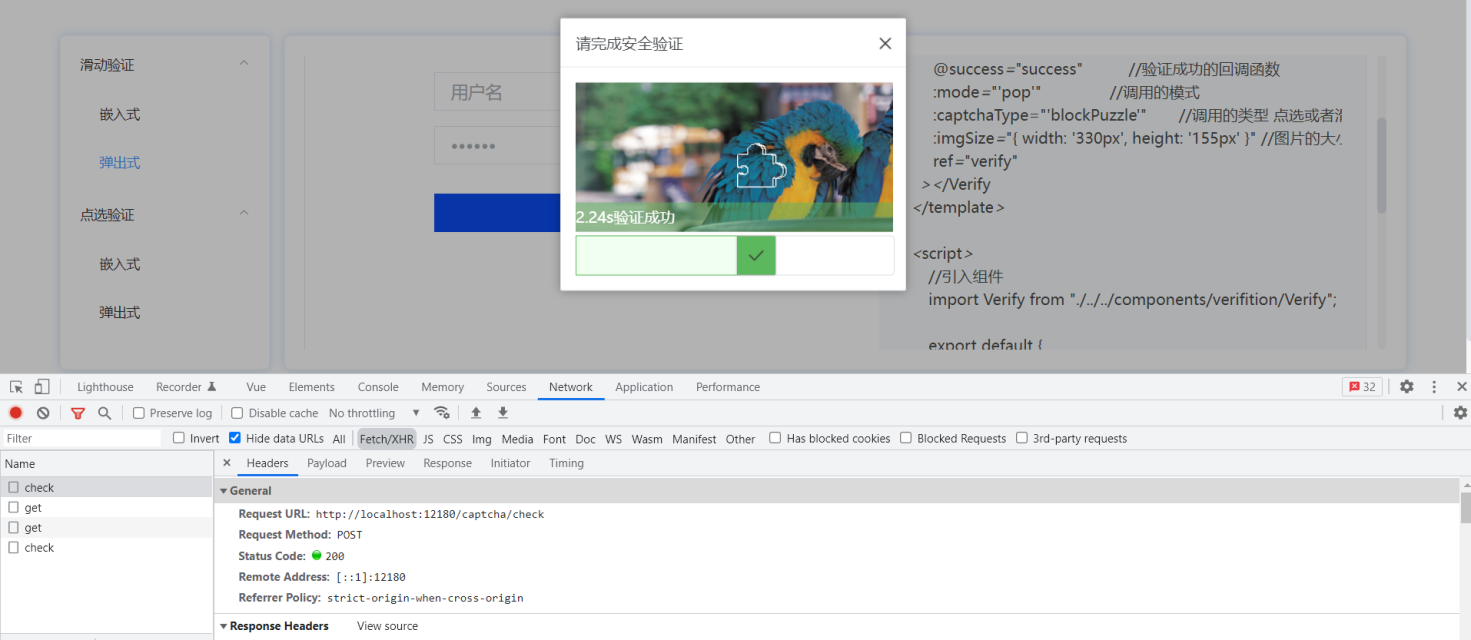 滑动验证
嵌入式
弹出式
点选验证
嵌入式
弹出式
用户名
••••••
请完成安全验证
2.24s验证成功
@success="success" //验证成功的回调函数
:mode="'pop'" //调用的模式
:captchaType="'blockPuzzle'" //调用的类型 点选或者
:imgSize="{ width: '330px', height: '155px' }" //图片的大小
ref="verify"
></Verify
</template>
<script>
//引入组件
import Verify from "./../../components/verifition/Verify";
export default {
Lighthouse Recorder Vue Elements Console Memory Sources Network Application Performance 32
Preserve log Disable cache No throttling
Filter Invert Hide data URLs All Fetch/XHR JS CSS Img Media Font Doc WS Wasm Manifest Other Has blocked cookies Blocked Requests 3rd-party requests
Name
check
get
get
check
Headers Payload Preview Response Initiator Timing
General
Request URL: http://localhost:12180/captcha/check
Request Method: POST
Status Code: 200
Remote Address: [::1]:12180
Referrer Policy: strict-origin-when-cross-origin
Response Headers View source